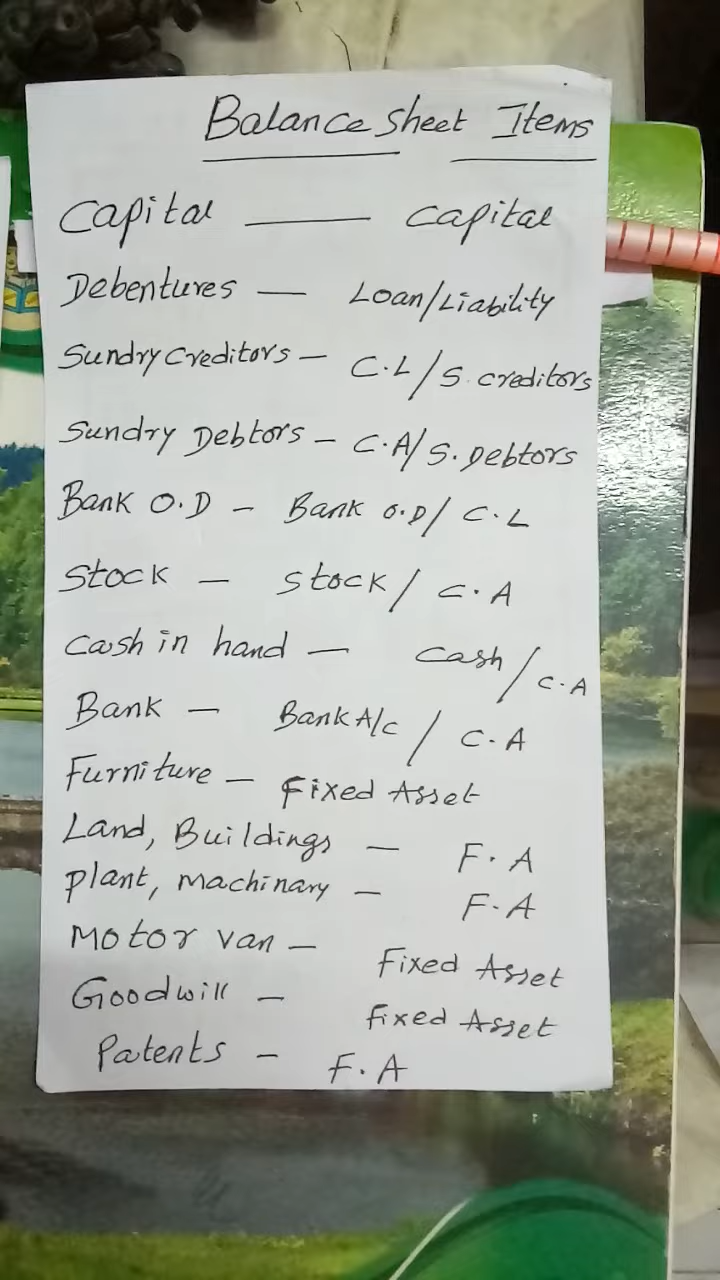 Balance Sheet Items
Capital — Capital
Debentures — Loan/Liability
Sundry Creditors — C.L/S. creditors
Sundry Debtors — C.A/S. Debtors
Bank O.D — Bank O.D/ C.L
Stock — Stock/ C.A
Cash in hand — Cash/C.A
Bank — Bank A/c / C.A
Furniture — Fixed Asset
Land, Buildings — F.A
Plant, Machinary — F.A
Motor van — Fixed Asset
Goodwill — Fixed Asset
Patents — F.A